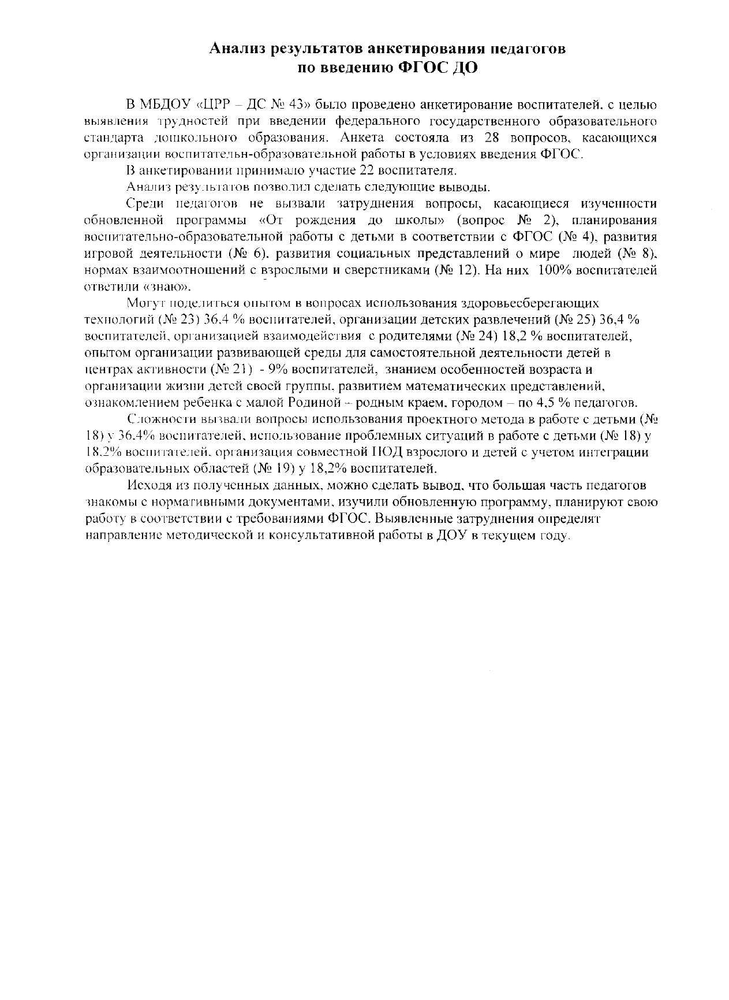 Анализ результатов анкетирования педагогов
по введению ФГОС ДО
В МБДОУ «ЦРР – ДС № 43» было проведено анкетирование воспитателей, с целью
выявления трудностей при введении федерального государственного образовательного
стандарта дошкольного образования. Анкета состояла из 28 вопросов, касающихся
организации воспитательн-образовательной работы в условиях введения ФГОС.
В анкетировании принимало участие 22 воспитателя.
Анализ результатов позволил сделать следующие выводы.
Среди педагогов не вызвали затруднения вопросы, касающиеся изученности
обновленной программы «От рождения до школы» (вопрос № 2), планирования
воспитательно-образовательной работы с детьми в соответствии с ФГОС (№ 4), развития
игровой деятельности (№ 6), развития социальных представлений о мире людей (№ 8),
нормах взаимоотношений с взрослыми и сверстниками (№ 12). На них 100% воспитателей
ответили «знаю».
Могут поделиться опытом в вопросах использования здоровьесберегающих
технологий (№ 23) 36,4 % воспитателей, организации детских развлечений (№ 25) 36,4 %
воспитателей, организацией взаимодействия с родителями (№ 24) 18,2 % воспитателей,
опытом организации развивающей среды для самостоятельной деятельности детей в
центрах активности (№ 21) - 9% воспитателей, знанием особенностей возраста и
организации жизни детей своей группы, развитием математических представлений,
ознакомлением ребенка с малой Родиной – родным краем, городом – по 4,5 % педагогов.
Сложности вызвали вопросы использования проектного метода в работе с детьми (№
18) у 36,4% воспитателей, использование проблемных ситуаций в работе с детьми (№ 18) у
18,2% воспитателей, организация совместной НОД взрослого и детей с учетом интеграции
образовательных областей (№ 19) у 18,2% воспитателей.
Исходя из полученных данных, можно сделать вывод, что большая часть педагогов
знакомы с нормативными документами, изучили обновленную программу, планируют свою
работу в соответствии с требованиями ФГОС. Выявленные затруднения определят
направление методической и консультативной работы в ДОУ в текущем году.